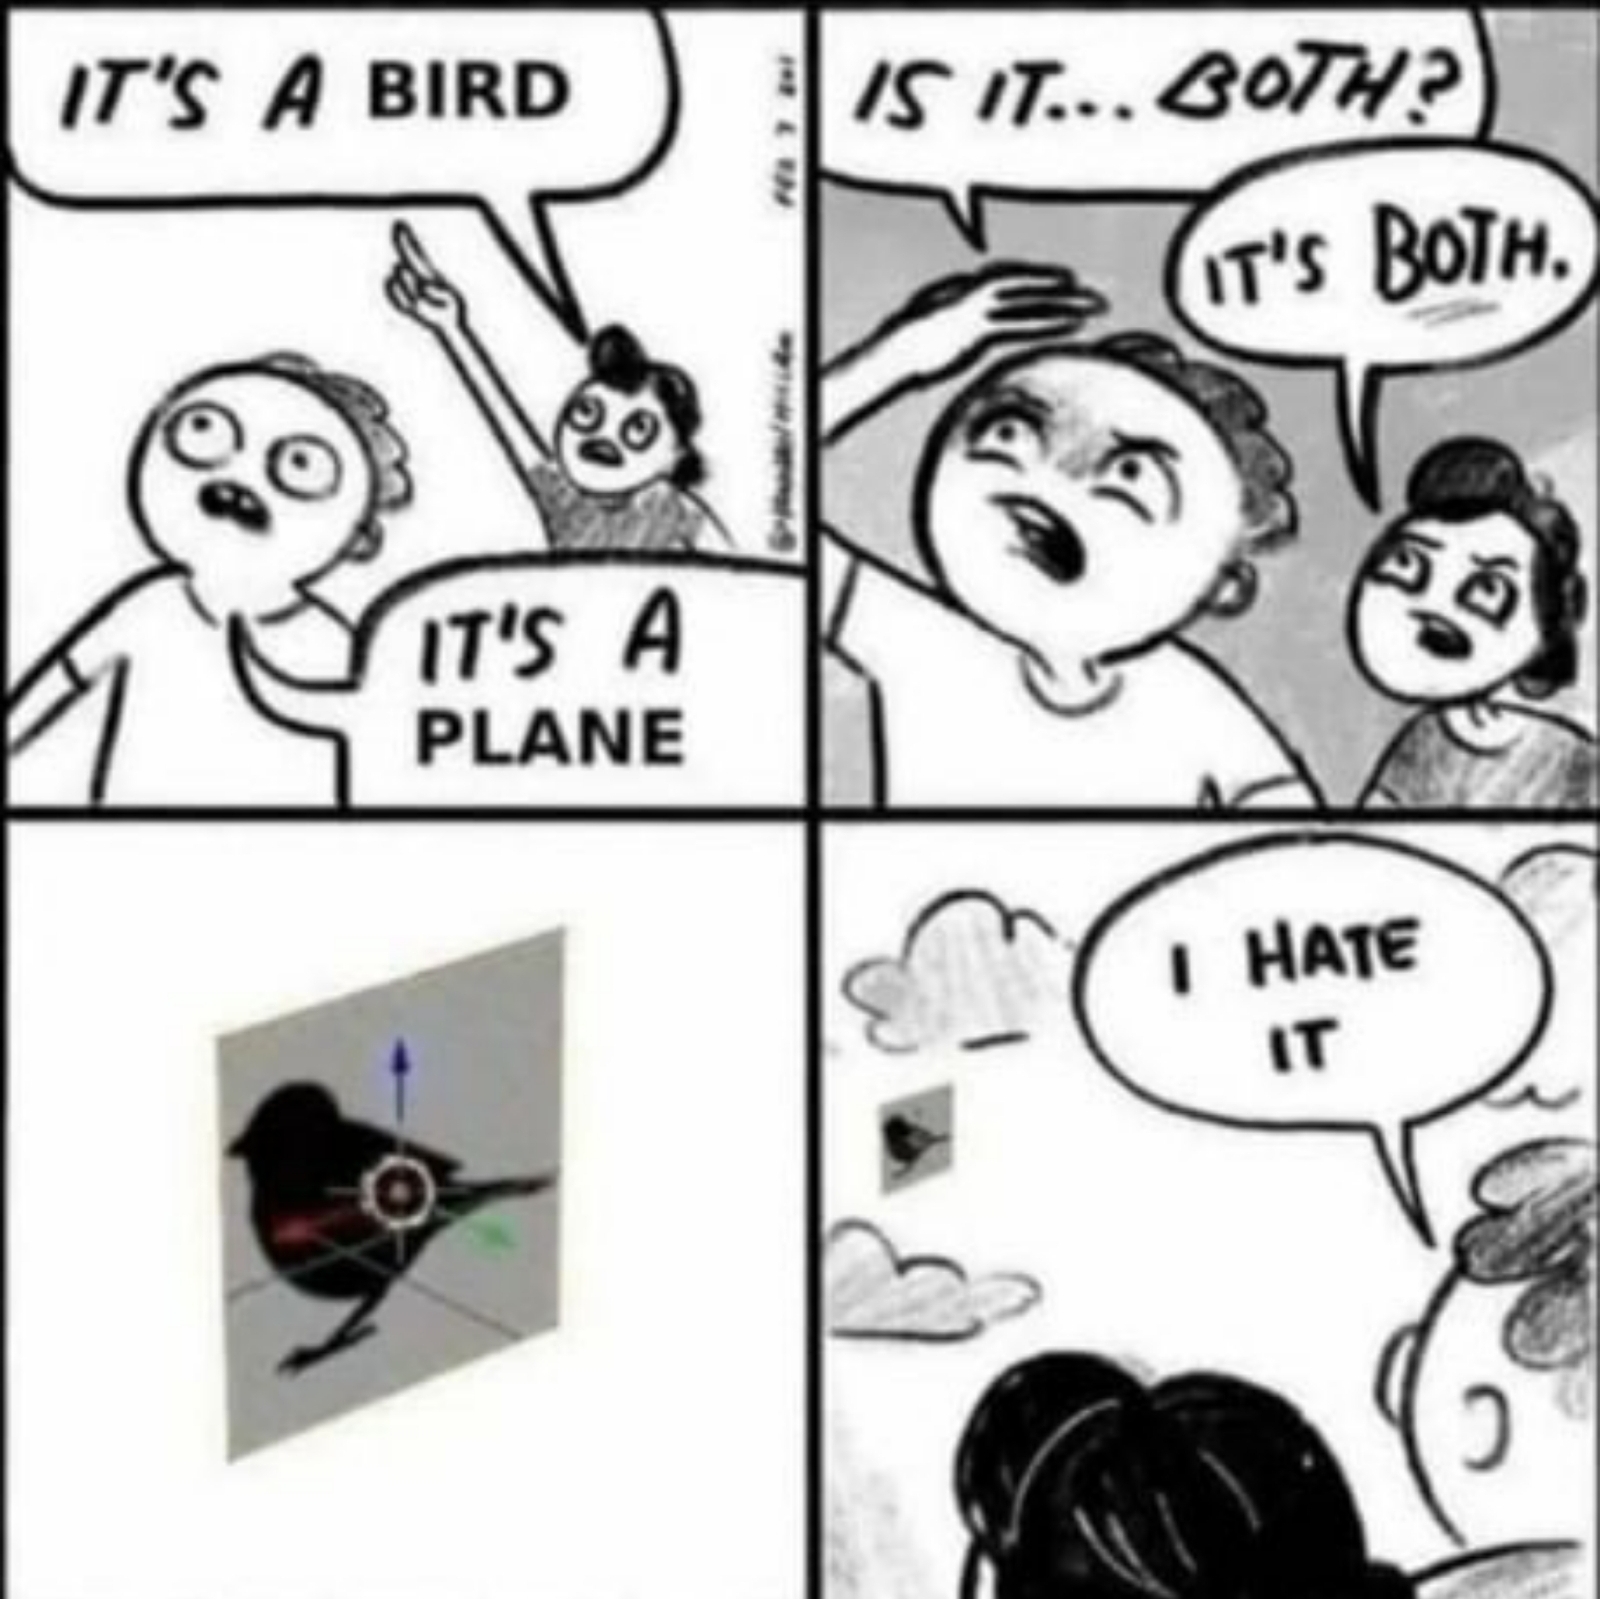 IT'S A BIRD
IT'S A
PLANE
IS IT... BOTH?
IT'S BOTH.
I HATE
IT